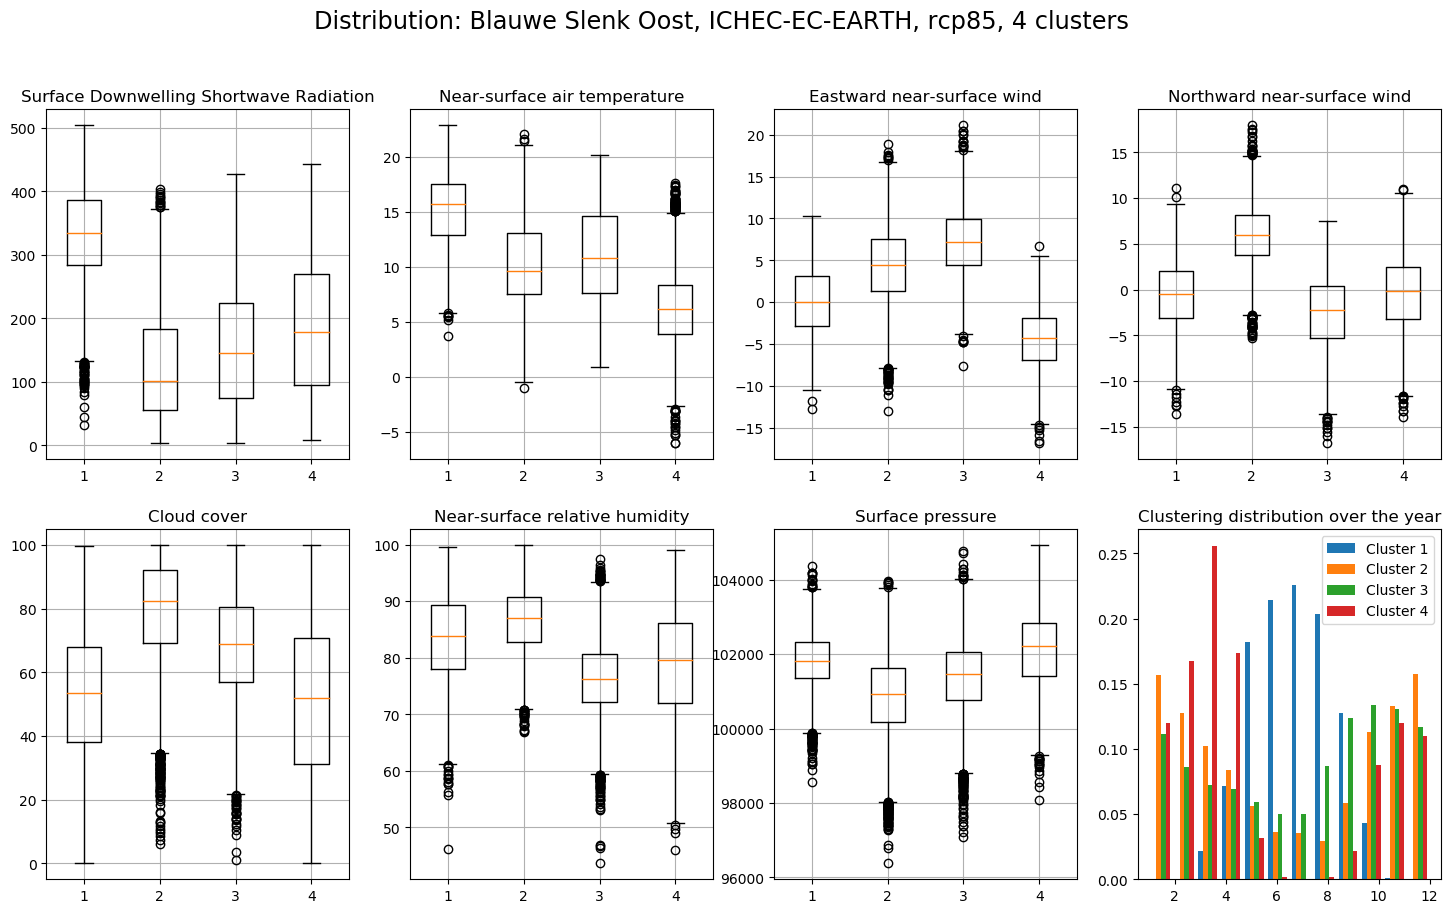 Distribution: Blauwe Slenk Oost, ICHEC-EC-EARTH, rcp85, 4 clusters
Surface Downwelling Shortwave Radiation
500
400
300
200
100
0
1 2 3 4
Near-surface air temperature
20
15
10
5
0
−5
1 2 3 4
Eastward near-surface wind
20
15
10
5
0
−5
−10
−15
1 2 3 4
Northward near-surface wind
15
10
5
0
−5
−10
−15
1 2 3 4
Cloud cover
100
80
60
40
20
0
1 2 3 4
Near-surface relative humidity
100
90
80
70
60
50
1 2 3 4
Surface pressure
104000
102000
100000
98000
96000
1 2 3 4
Clustering distribution over the year
Cluster 1
Cluster 2
Cluster 3
Cluster 4
0.25
0.20
0.15
0.10
0.05
0.00
2 4 6 8 10 12